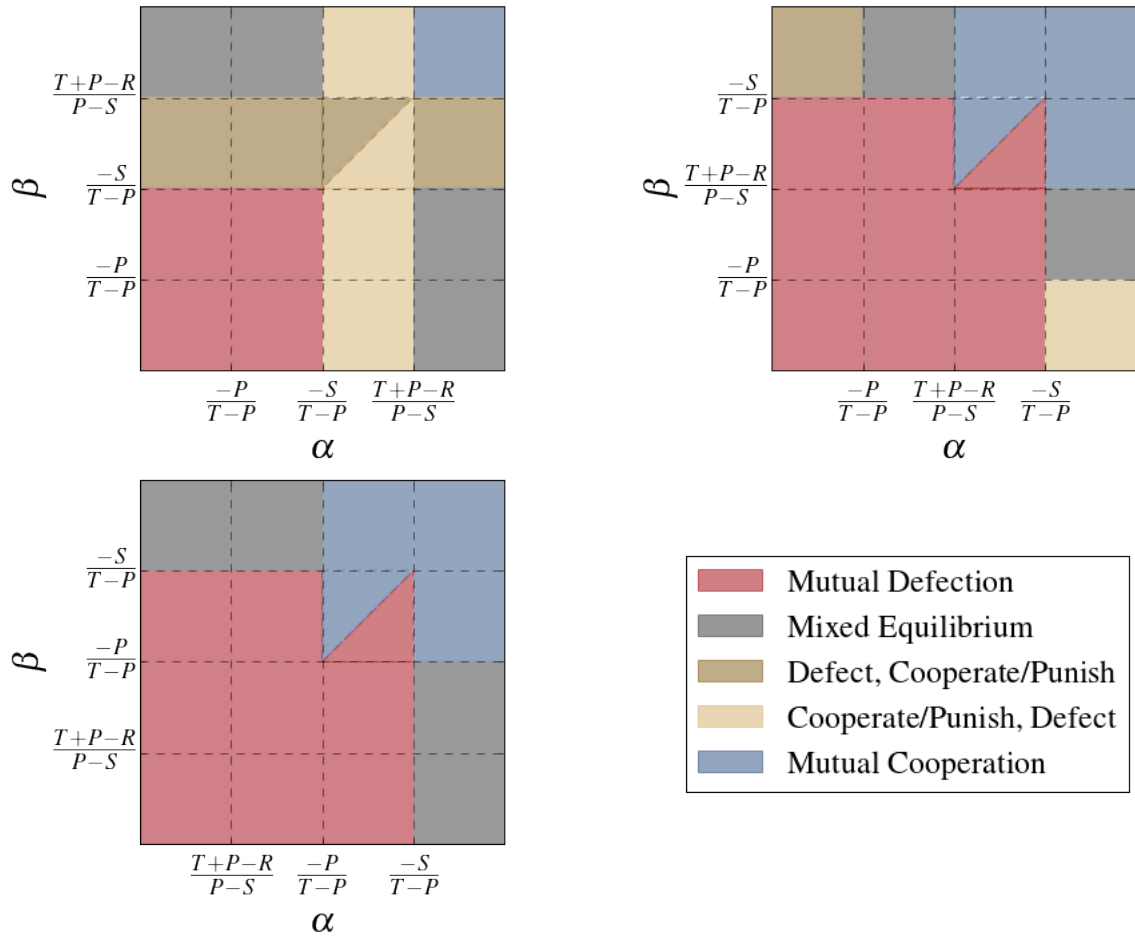 T+P−R
P−S
−S
T−P
−P
T−P
β
−P
T−P
−S
T−P
T+P−R
P−S
α
−S
T−P
T+P−R
P−S
−P
T−P
β
−P
T−P
T+P−R
P−S
−S
T−P
α
−S
T−P
−P
T−P
T+P−R
P−S
β
T+P−R
P−S
−P
T−P
−S
T−P
α
Mutual Defection
Mixed Equilibrium
Defect, Cooperate/Punish
Cooperate/Punish, Defect
Mutual Cooperation